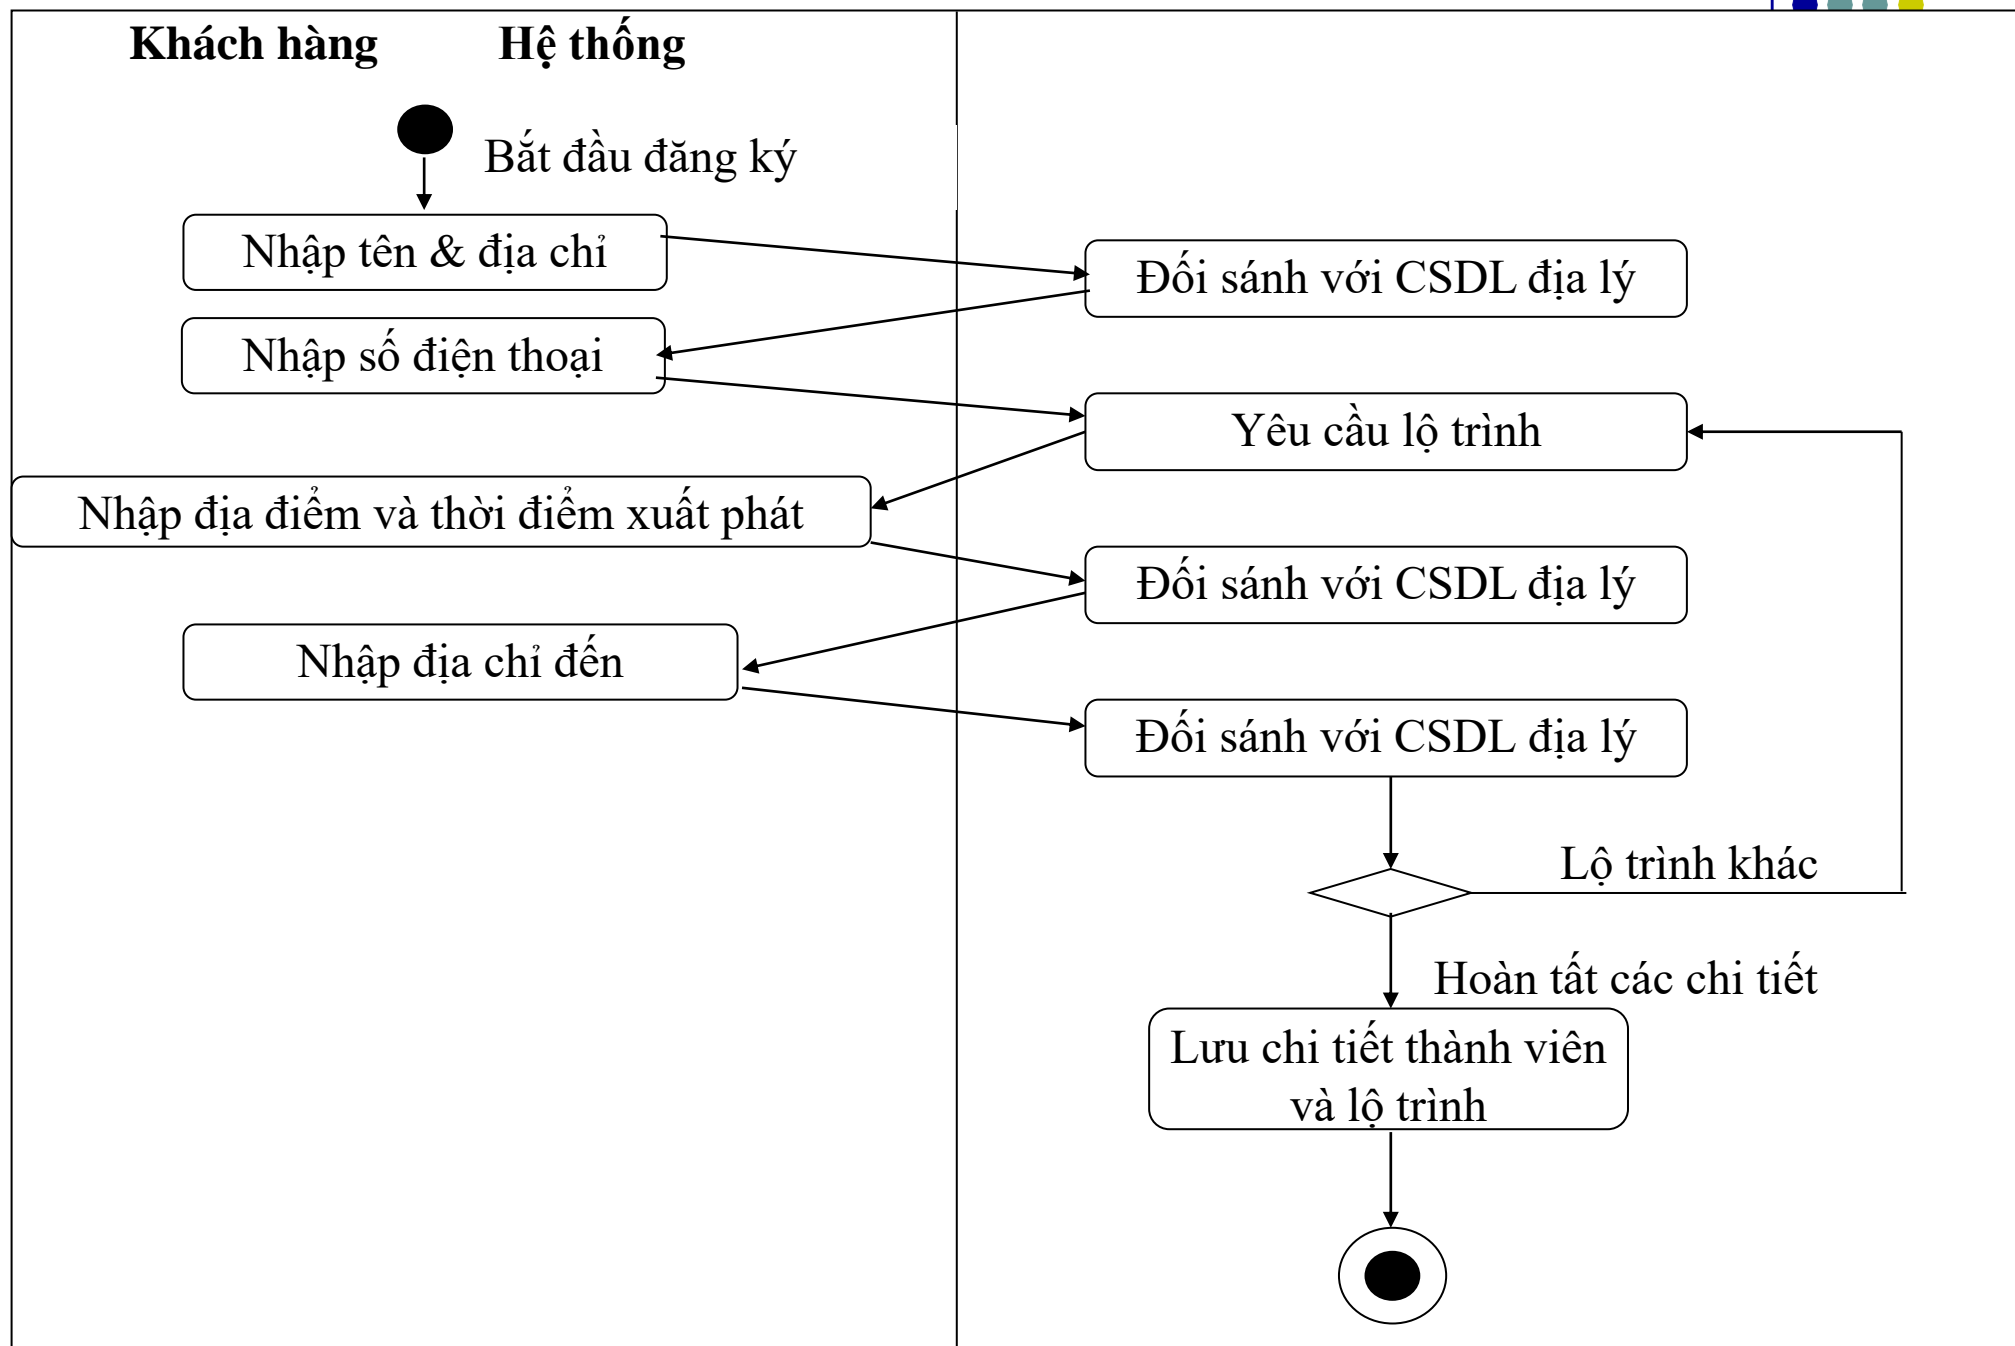 Khách hàng Hệ thống
Bắt đầu đăng ký
Nhập tên & địa chỉ
Đối sánh với CSDL địa lý
Nhập số điện thoại
Yêu cầu lộ trình
Nhập địa điểm và thời điểm xuất phát
Đối sánh với CSDL địa lý
Nhập địa chỉ đến
Đối sánh với CSDL địa lý
Lộ trình khác
Hoàn tất các chi tiết
Lưu chi tiết thành viên
và lộ trình